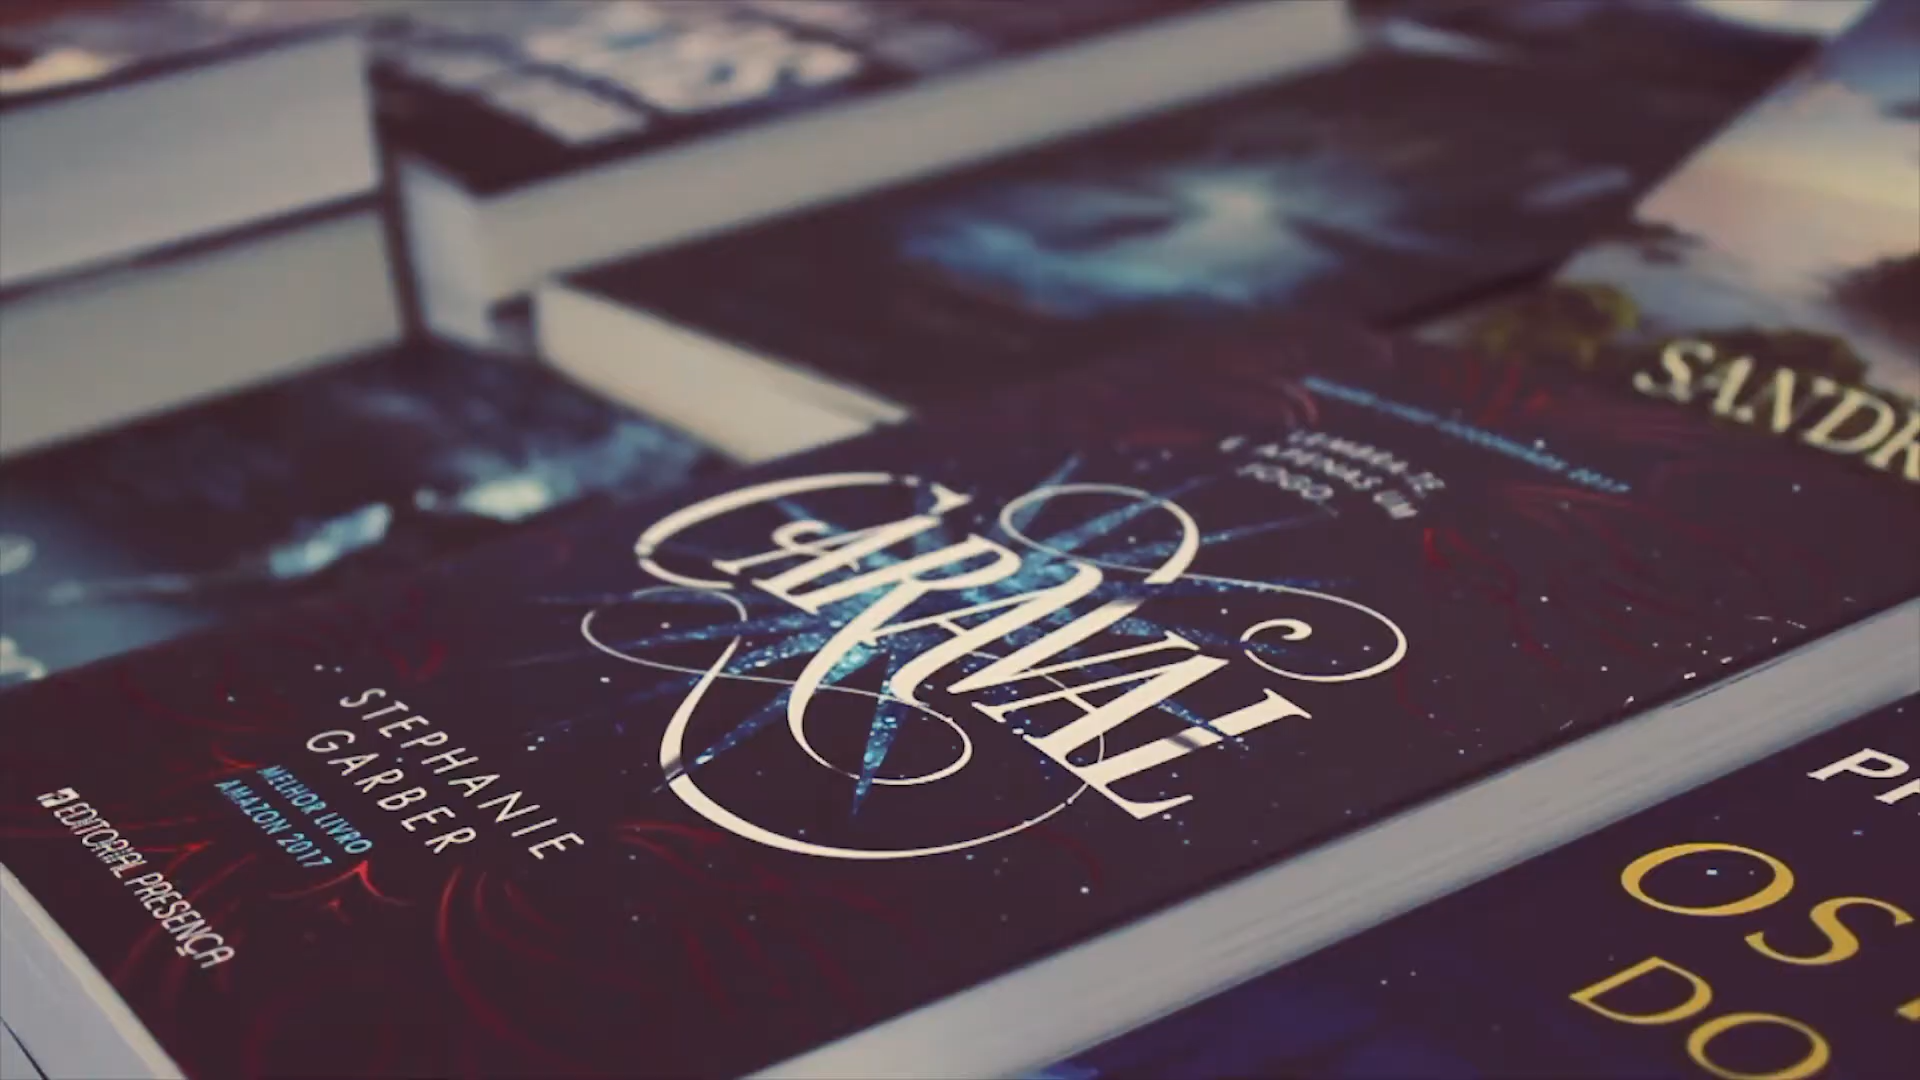 LEMBRA-TE,
É APENAS UM
JOGO.
CARAVAL
STEPHANIE
GARBER
MELHOR LIVRO
AMAZON 2017
EDITORIAL PRESENÇA
SANDR
OS
DO